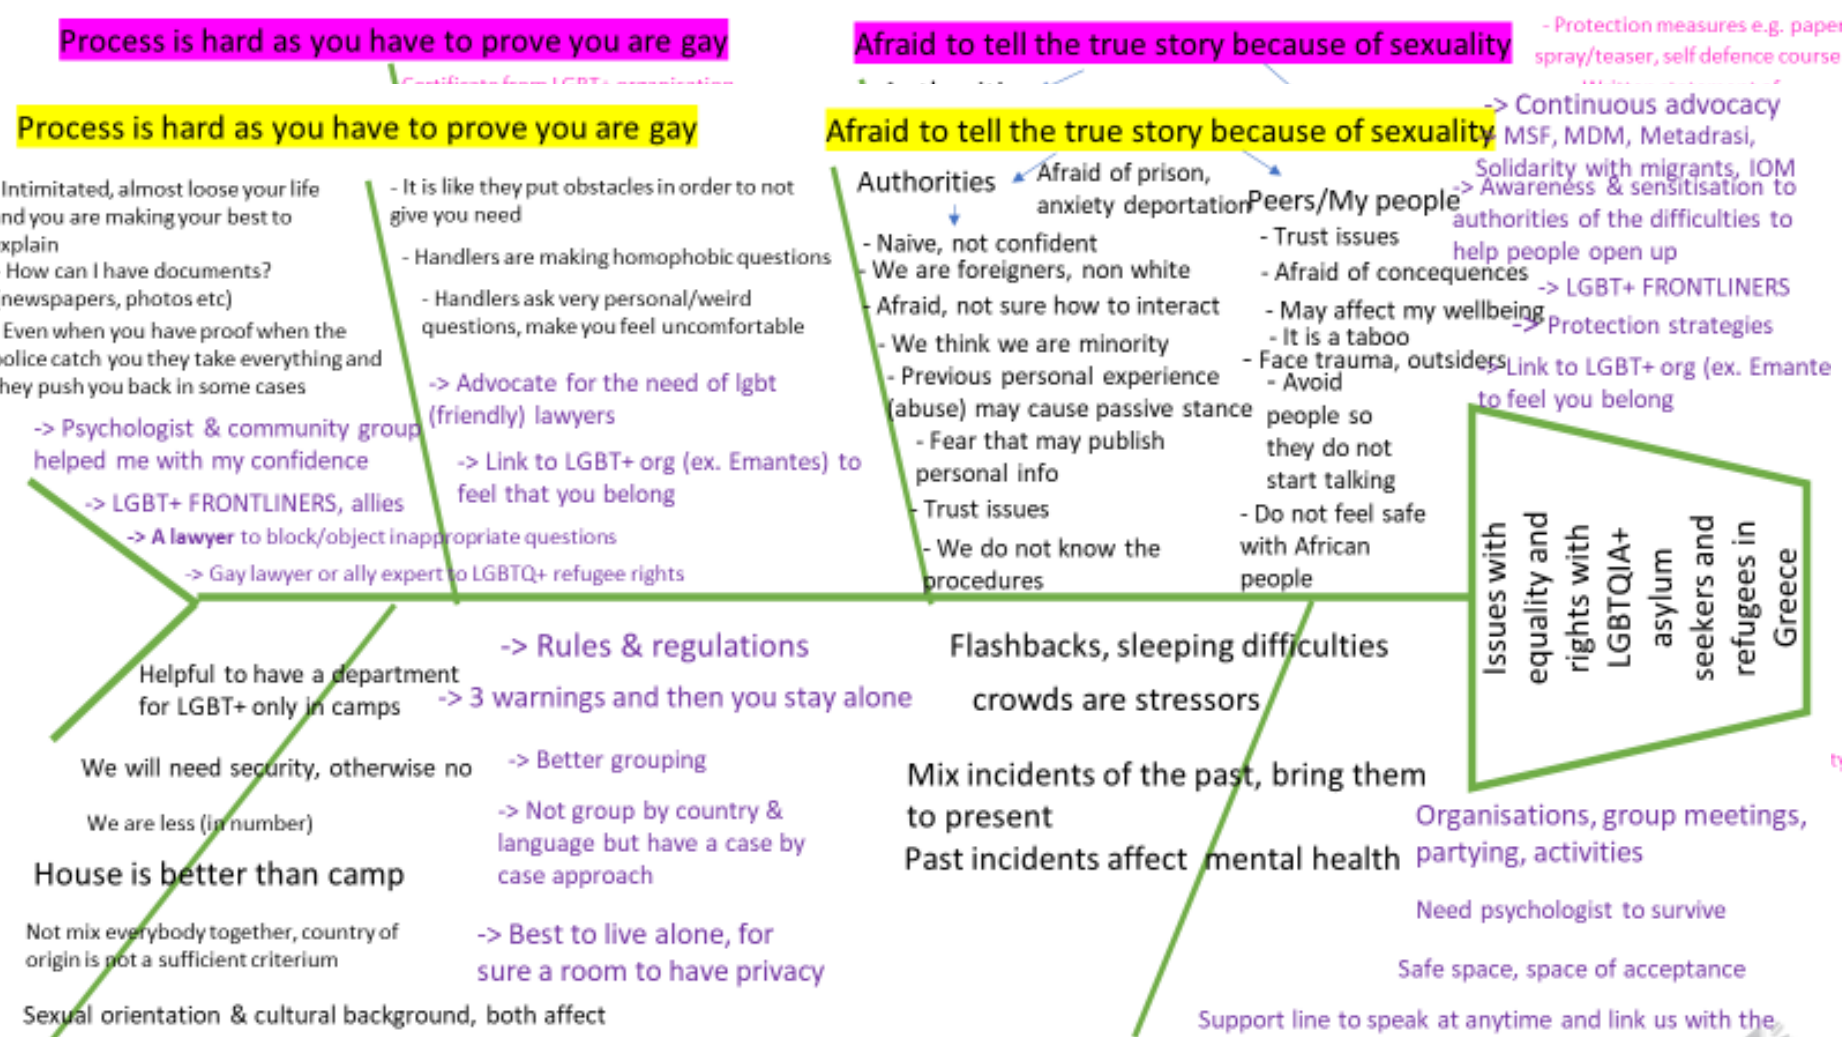 Process is hard as you have to prove you are gay
Afraid to tell the true story because of sexuality
- Protection measures e.g. paper
spray/teaser, self defence course
Process is hard as you have to prove you are gay
Intimitated, almost loose your life
nd you are making your best to
xplain
- How can I have documents?
(newspapers, photos etc)
Even when you have proof when the
olice catch you they take everything and
hey push you back in some cases
-> Psychologist & community group
helped me with my confidence
-> LGBT+ FRONTLINERS, allies
-> A lawyer to block/object inappropriate questions
-> Gay lawyer or ally expert to LGBTQ+ refugee rights
- It is like they put obstacles in order to not
give you need
- Handlers are making homophobic questions
- Handlers ask very personal/weird
questions, make you feel uncomfortable
-> Advocate for the need of lgbt
(friendly) lawyers
-> Link to LGBT+ org (ex. Emantes) to
feel that you belong
Afraid to tell the true story because of sexuality
Authorities
Afraid of prison,
anxiety deportation
- Naive, not confident
- We are foreigners, non white
- Afraid, not sure how to interact
- We think we are minority
- Previous personal experience
(abuse) may cause passive stance
- Fear that may publish
personal info
- Trust issues
- We do not know the
procedures
Peers/My people
- Trust issues
- Afraid of concequences
- May affect my wellbeing
- It is a taboo
- Face trauma, outsiders
- Avoid
people so
they do not
start talking
- Do not feel safe
with African
people
-> Continuous advocacy
MSF, MDM, Metadrasi,
Solidarity with migrants, IOM
-> Awareness & sensitisation to
authorities of the difficulties to
help people open up
-> LGBT+ FRONTLINERS
-> Protection strategies
-> Link to LGBT+ org (ex. Emante
to feel you belong
Issues with
equality and
rights with
LGBTQIA+
asylum
seekers and
refugees in
Greece
Helpful to have a department
for LGBT+ only in camps
We will need security, otherwise no
We are less (in number)
House is better than camp
Not mix everybody together, country of
origin is not a sufficient criterium
Sexual orientation & cultural background, both affect
-> Rules & regulations
-> 3 warnings and then you stay alone
-> Better grouping
-> Not group by country &
language but have a case by
case approach
-> Best to live alone, for
sure a room to have privacy
Flashbacks, sleeping difficulties
crowds are stressors
Mix incidents of the past, bring them
to present
Past incidents affect mental health
Organisations, group meetings,
partying, activities
Need psychologist to survive
Safe space, space of acceptance
Support line to speak at anytime and link us with the